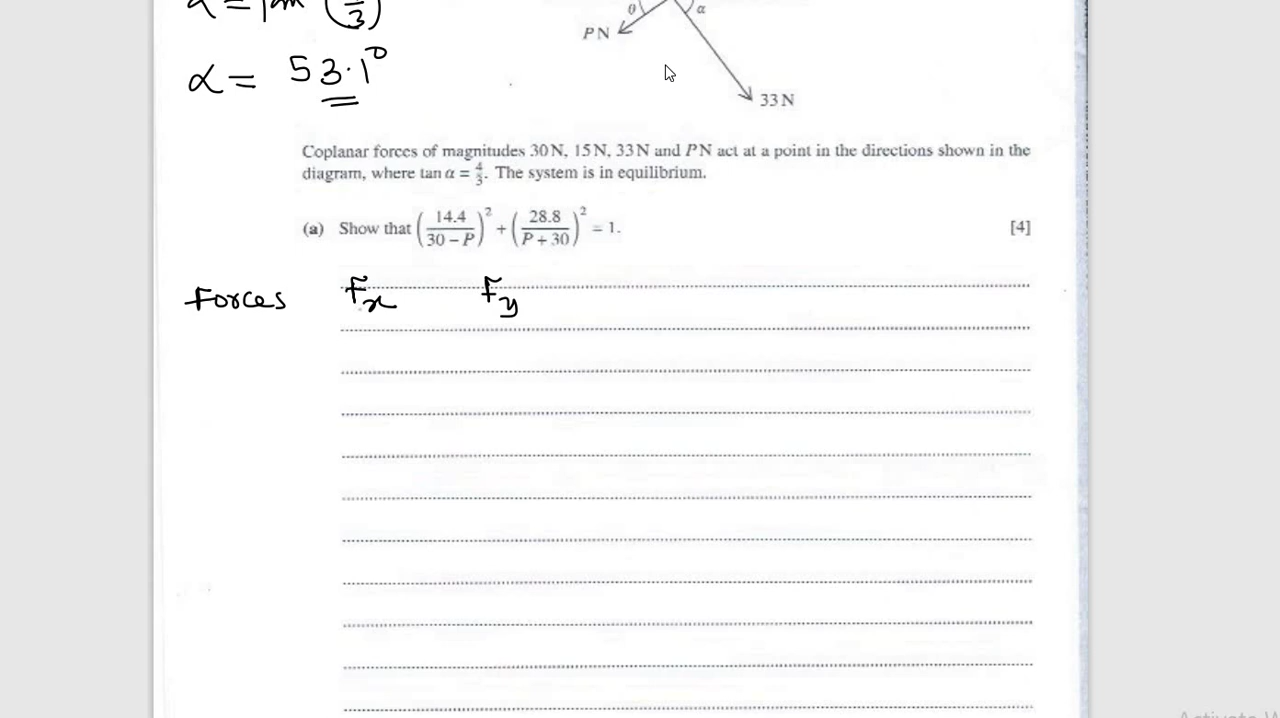 θ
α
PN
α = 53.1°
33 N
Coplanar forces of magnitudes 30 N, 15 N, 33 N and P N act at a point in the directions shown in the
diagram, where tan α = 4/3. The system is in equilibrium.
(a) Show that (14.4/(30 − P))² + (28.8/(P + 30))² = 1. [4]
Forces Fx Fy